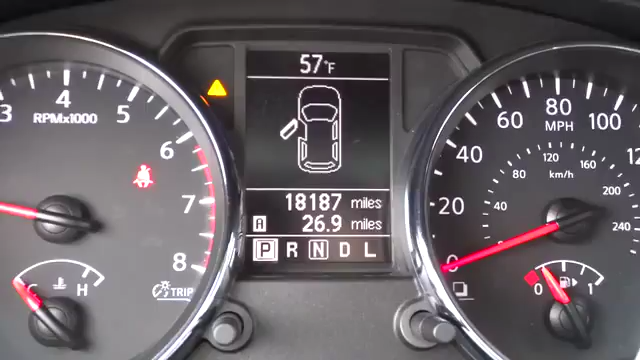 57°F
3 4 5 6 7 8
RPMx1000
C H
TRIP
18187 miles
A 26.9 miles
P R N D L
0 20 40 60 80 100
MPH
40 80 120 160 200 240
km/h
0 1